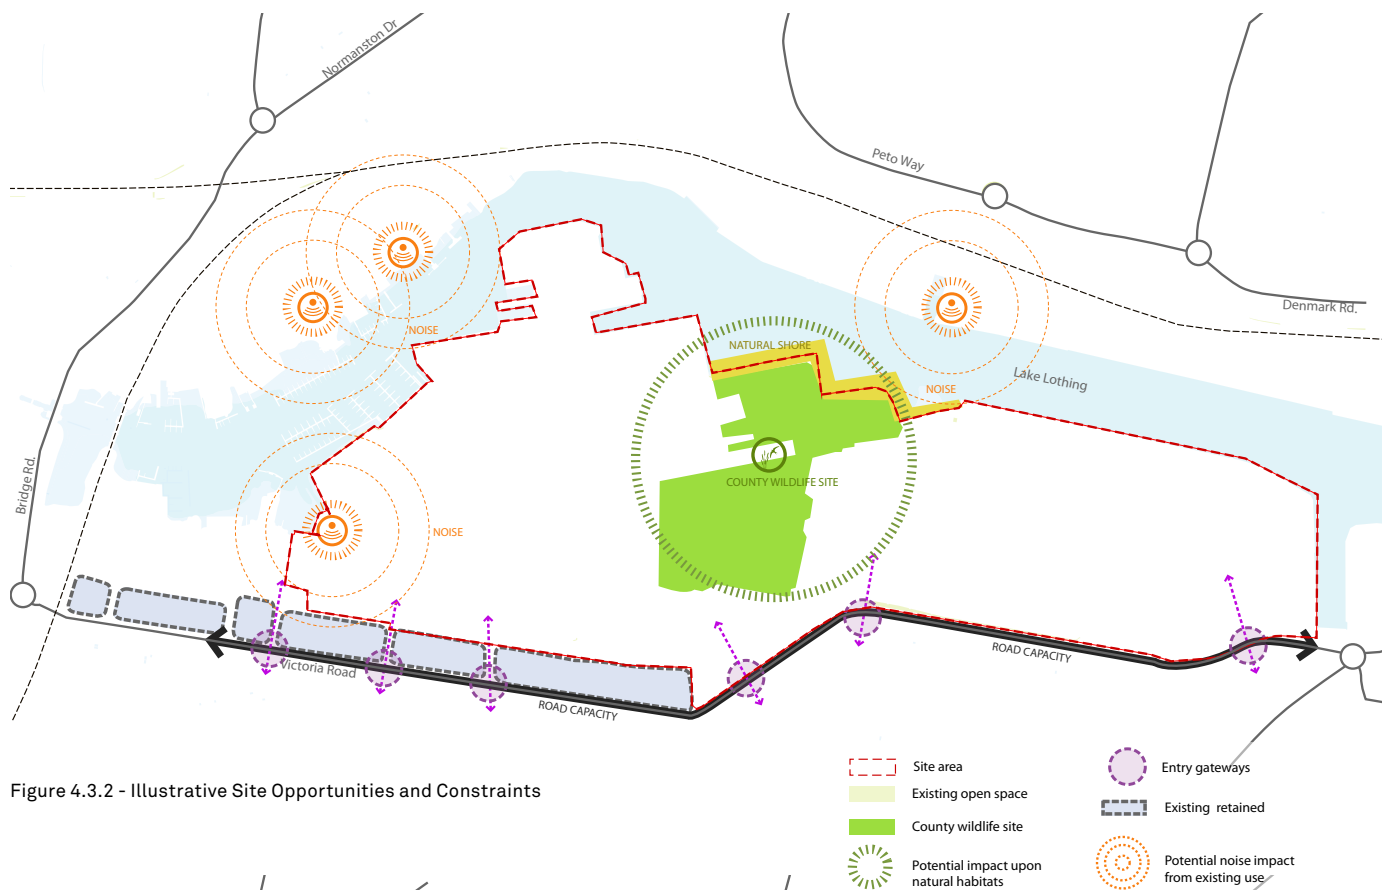 Normanston Dr
Peto Way
Denmark Rd.
NOISE
NATURAL SHORE
Lake Lothing
NOISE
Bridge Rd.
COUNTY WILDLIFE SITE
NOISE
Victoria Road
ROAD CAPACITY
ROAD CAPACITY
Figure 4.3.2 - Illustrative Site Opportunities and Constraints
Site area
Existing open space
County wildlife site
Potential impact upon
natural habitats
Entry gateways
Existing retained
Potential noise impact
from existing use